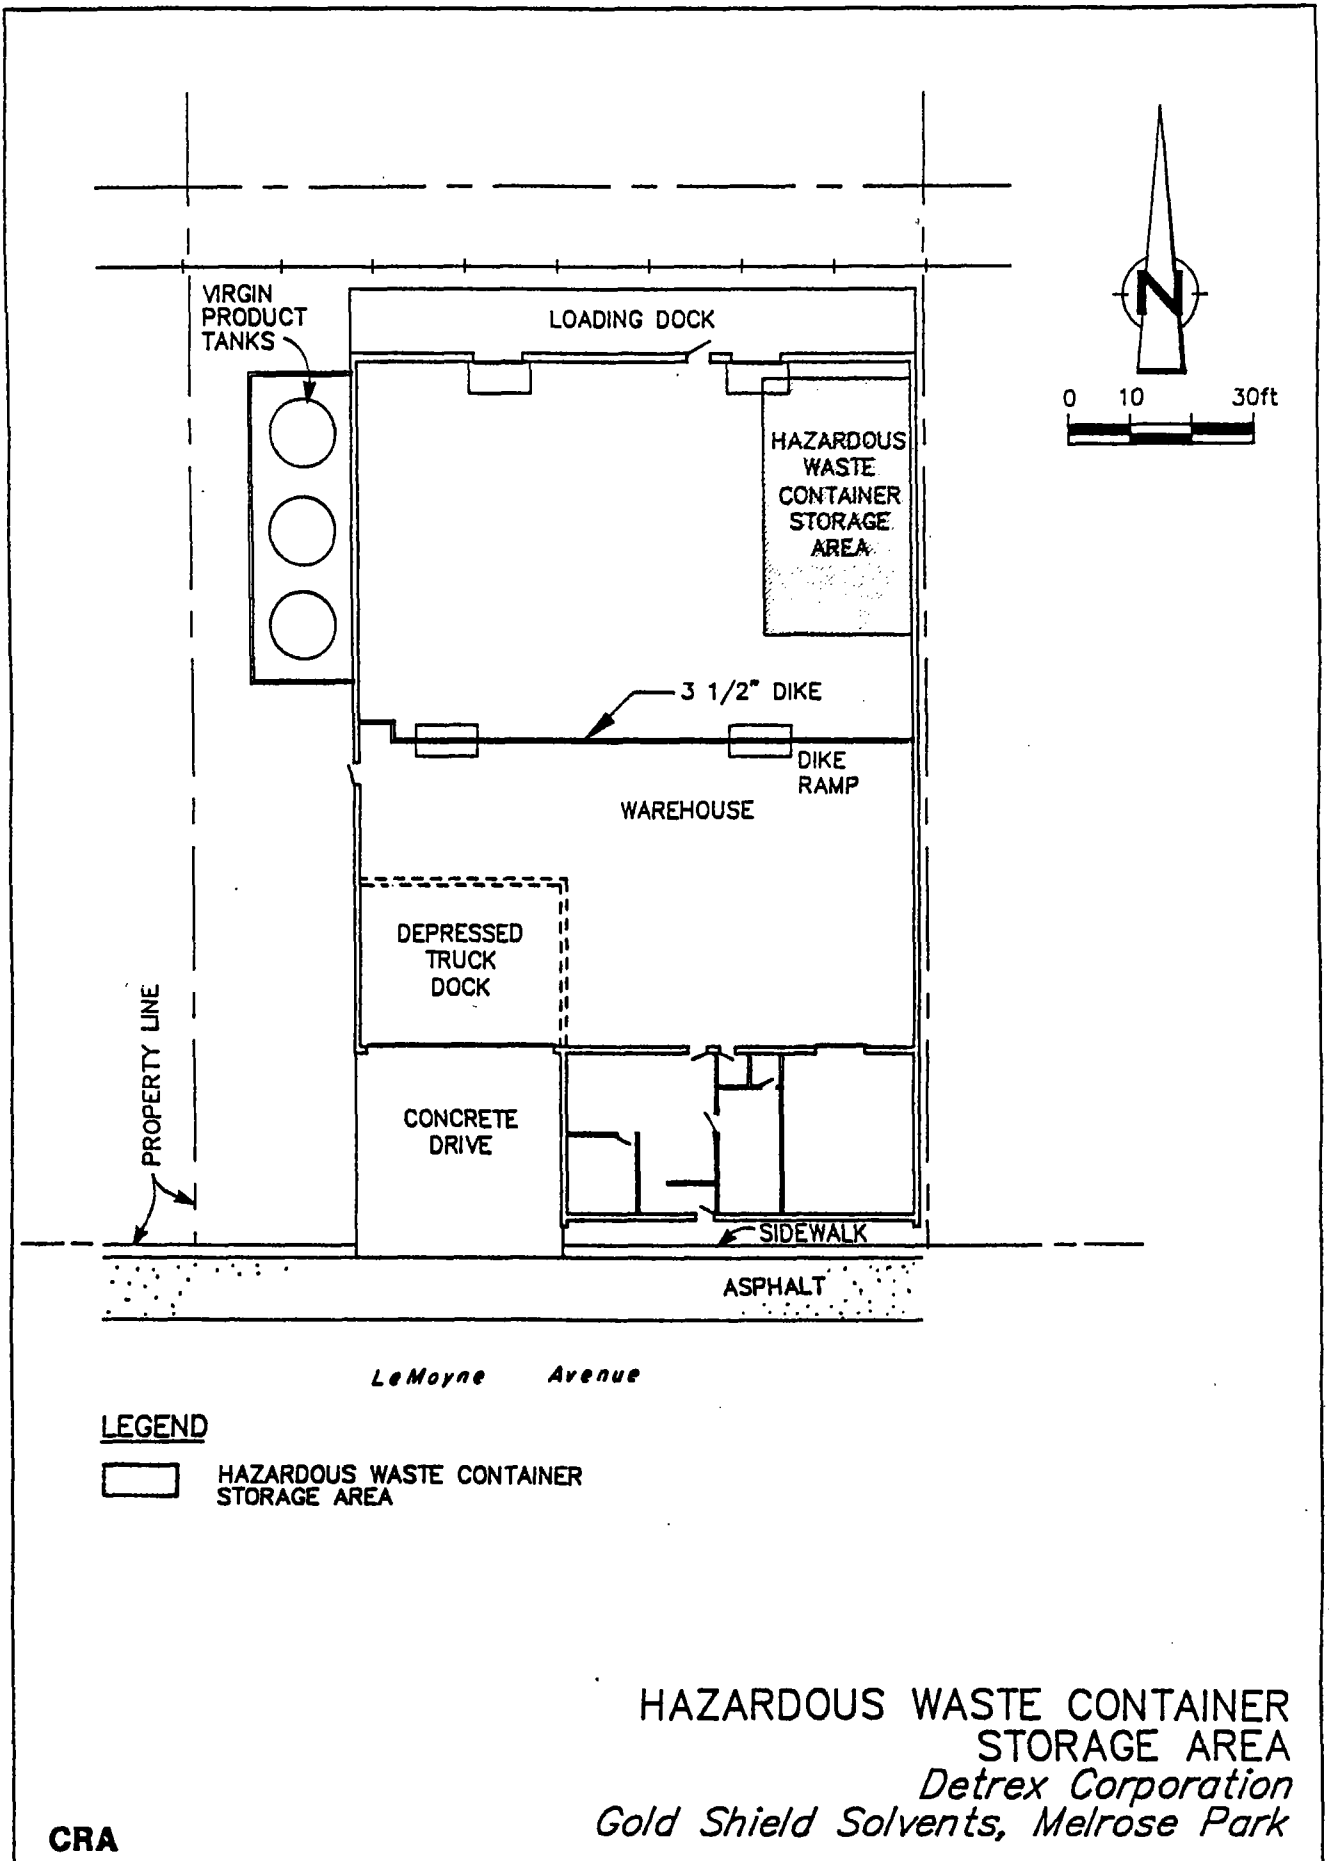 VIRGIN
PRODUCT
TANKS
LOADING DOCK
N
0 10 30ft
HAZARDOUS
WASTE
CONTAINER
STORAGE
AREA
3 1/2" DIKE
DIKE
RAMP
WAREHOUSE
DEPRESSED
TRUCK
DOCK
PROPERTY LINE
CONCRETE
DRIVE
SIDEWALK
ASPHALT
LeMoyne Avenue
LEGEND
HAZARDOUS WASTE CONTAINER
STORAGE AREA
HAZARDOUS WASTE CONTAINER
STORAGE AREA
Detrex Corporation
Gold Shield Solvents, Melrose Park
CRA